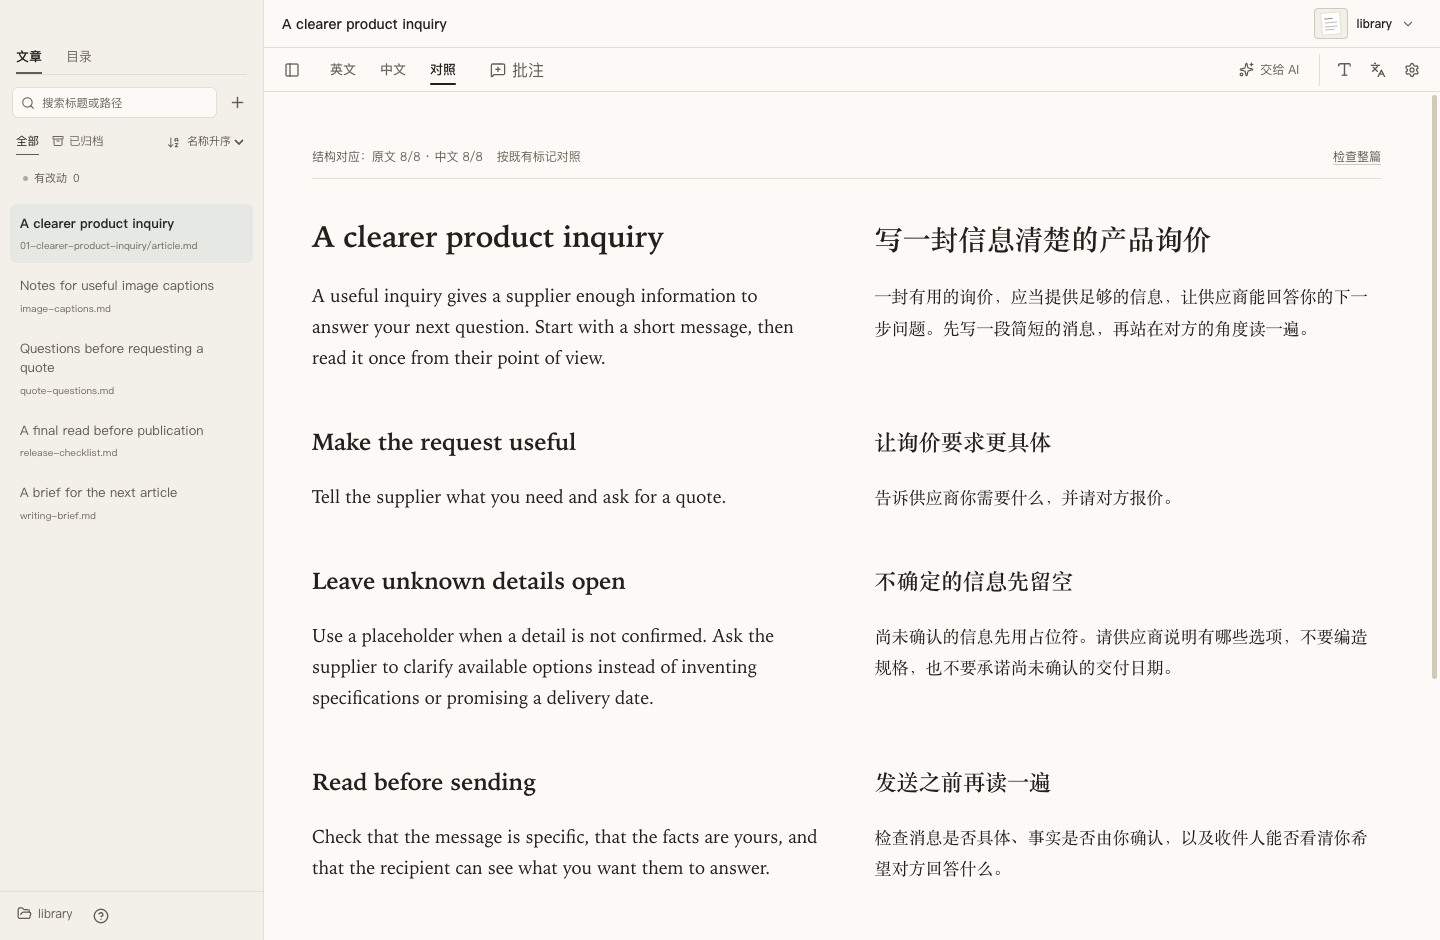 文章 目录
搜索标题或路径
全部 已归档 名称升序
有改动 0
A clearer product inquiry
01-clearer-product-inquiry/article.md
Notes for useful image captions
image-captions.md
Questions before requesting a
quote
quote-questions.md
A final read before publication
release-checklist.md
A brief for the next article
writing-brief.md
library
A clearer product inquiry
library
英文 中文 对照 批注
交给 AI
结构对应：原文 8/8 · 中文 8/8 按既有标记对照
检查整篇
A clearer product inquiry
写一封信息清楚的产品询价
A useful inquiry gives a supplier enough information to
answer your next question. Start with a short message, then
read it once from their point of view.
一封有用的询价，应当提供足够的信息，让供应商能回答你的下一
步问题。先写一段简短的消息，再站在对方的角度读一遍。
Make the request useful
让询价要求更具体
Tell the supplier what you need and ask for a quote.
告诉供应商你需要什么，并请对方报价。
Leave unknown details open
不确定的信息先留空
Use a placeholder when a detail is not confirmed. Ask the
supplier to clarify available options instead of inventing
specifications or promising a delivery date.
尚未确认的信息先用占位符。请供应商说明有哪些选项，不要编造
规格，也不要承诺尚未确认的交付日期。
Read before sending
发送之前再读一遍
Check that the message is specific, that the facts are yours, and
that the recipient can see what you want them to answer.
检查消息是否具体、事实是否由你确认，以及收件人能否看清你希
望对方回答什么。